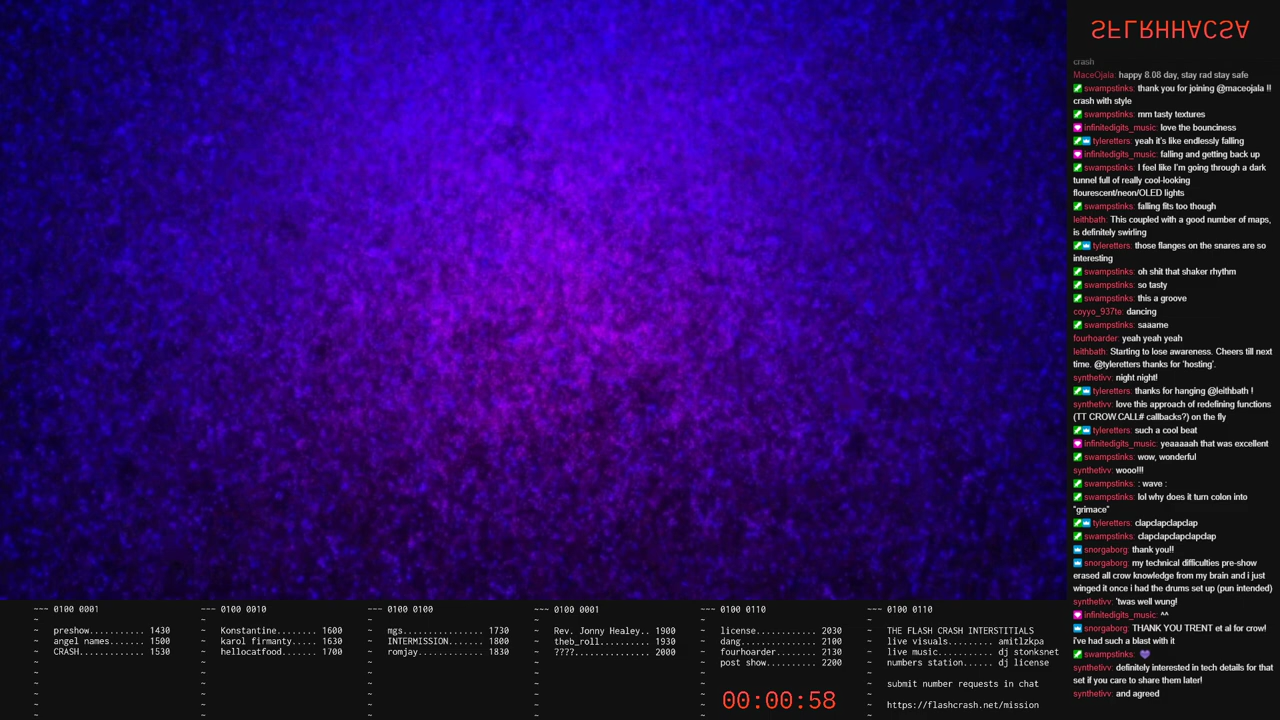 SFLRHHACSA
crash
MaceOjala: happy 8.08 day, stay rad stay safe
swampstinks: thank you for joining @maceojala !!
crash with style
swampstinks: mm tasty textures
infinitedigits_music: love the bounciness
tyleretters: yeah it's like endlessly falling
infinitedigits_music: falling and getting back up
swampstinks: I feel like I'm going through a dark
tunnel full of really cool-looking
flourescent/neon/OLED lights
swampstinks: falling fits too though
leithbath: This coupled with a good number of maps,
is definitely swirling
tyleretters: those flanges on the snares are so
interesting
swampstinks: oh shit that shaker rhythm
swampstinks: so tasty
swampstinks: this a groove
coyyo_937te: dancing
swampstinks: saaame
fourhoarder: yeah yeah yeah
leithbath: Starting to lose awareness. Cheers till next
time. @tyleretters thanks for 'hosting'.
synthetivv: night night!
tyleretters: thanks for hanging @leithbath !
synthetivv: love this approach of redefining functions
(TT CROW.CALL# callbacks?) on the fly
tyleretters: such a cool beat
infinitedigits_music: yeaaaaah that was excellent
swampstinks: wow, wonderful
synthetivv: wooo!!!
swampstinks: : wave :
swampstinks: lol why does it turn colon into
"grimace"
tyleretters: clapclapclapclap
swampstinks: clapclapclapclapclap
snorgaborg: thank you!!
snorgaborg: my technical difficulties pre-show
erased all crow knowledge from my brain and i just
winged it once i had the drums set up (pun intended)
synthetivv: 'twas well wung!
infinitedigits_music: ^^
snorgaborg: THANK YOU TRENT et al for crow!
i've had such a blast with it
swampstinks: 💜
synthetivv: definitely interested in tech details for that
set if you care to share them later!
synthetivv: and agreed
~~~ 0100 0001
~
~ preshow.......... 1430
~ angel names...... 1500
~ CRASH............ 1530
~
~
~
~
~
~
~~~ 0100 0010
~
~ Konstantine....... 1600
~ karol firmanty.... 1630
~ hellocatfood...... 1700
~
~
~
~
~
~
~~~ 0100 0100
~
~ mgs............... 1730
~ INTERMISSION...... 1800
~ romjay............ 1830
~
~
~
~
~
~
~~~ 0100 0001
~
~ Rev. Jonny Healey.. 1900
~ theb_roll.......... 1930
~ ????............... 2000
~
~
~
~
~
~
~~~ 0100 0110
~
~ license........... 2030
~ dang.............. 2100
~ fourhoarder....... 2130
~ post show......... 2200
~
~
~
~
~
00:00:58
~~~ 0100 0110
~
~ THE FLASH CRASH INTERSTITIALS
~ live visuals........ amitlzkpa
~ live music.......... dj stonksnet
~ numbers station..... dj license
~
~ submit number requests in chat
~
~ https://flashcrash.net/mission
~